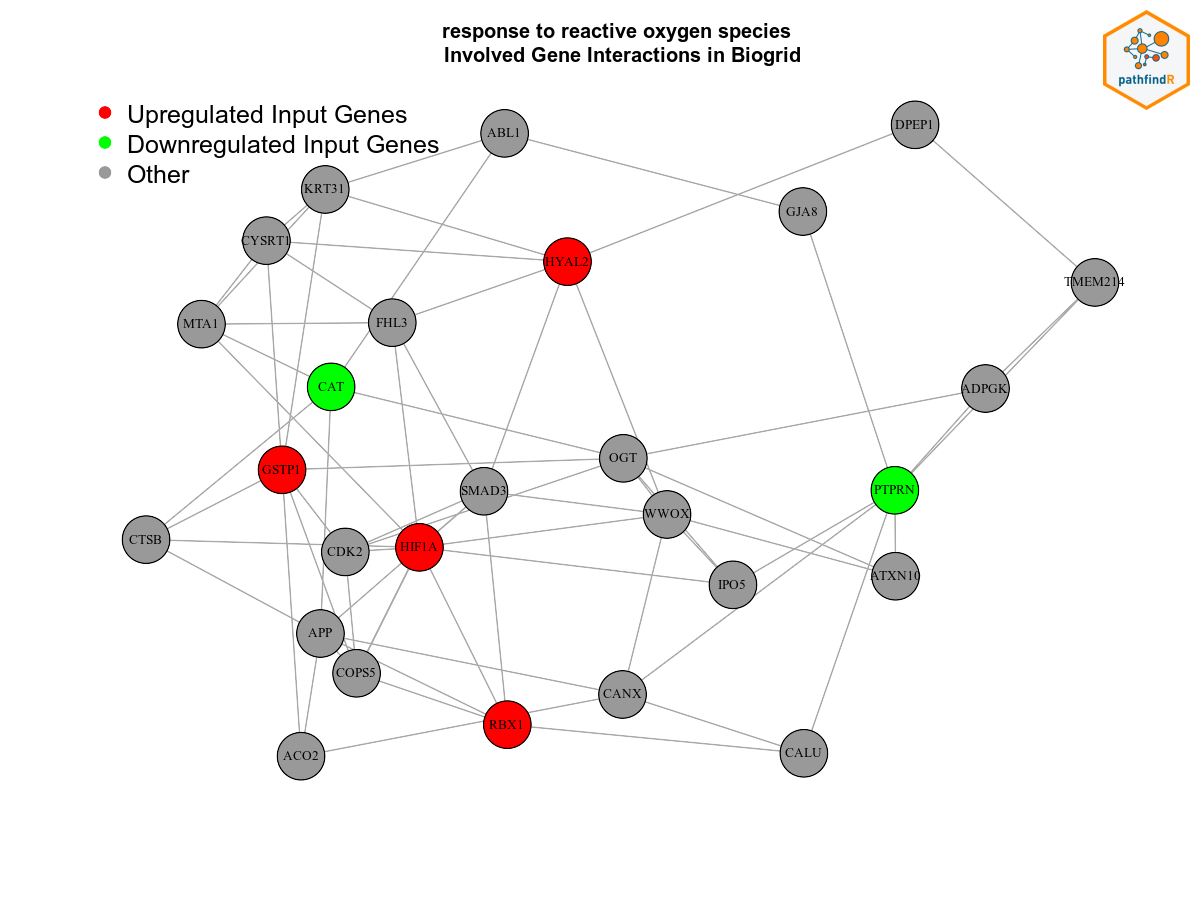 response to reactive oxygen species
Involved Gene Interactions in Biogrid
pathfindR
Upregulated Input Genes
Downregulated Input Genes
Other
ABL1
DPEP1
KRT31
GJA8
CYSRT1
HYAL2
TMEM214
MTA1
FHL3
CAT
ADPGK
OGT
GSTP1
SMAD3
PTPRN
WWOX
CTSB
CDK2
HIF1A
IPO5
ATXN10
APP
COPS5
CANX
RBX1
ACO2
CALU